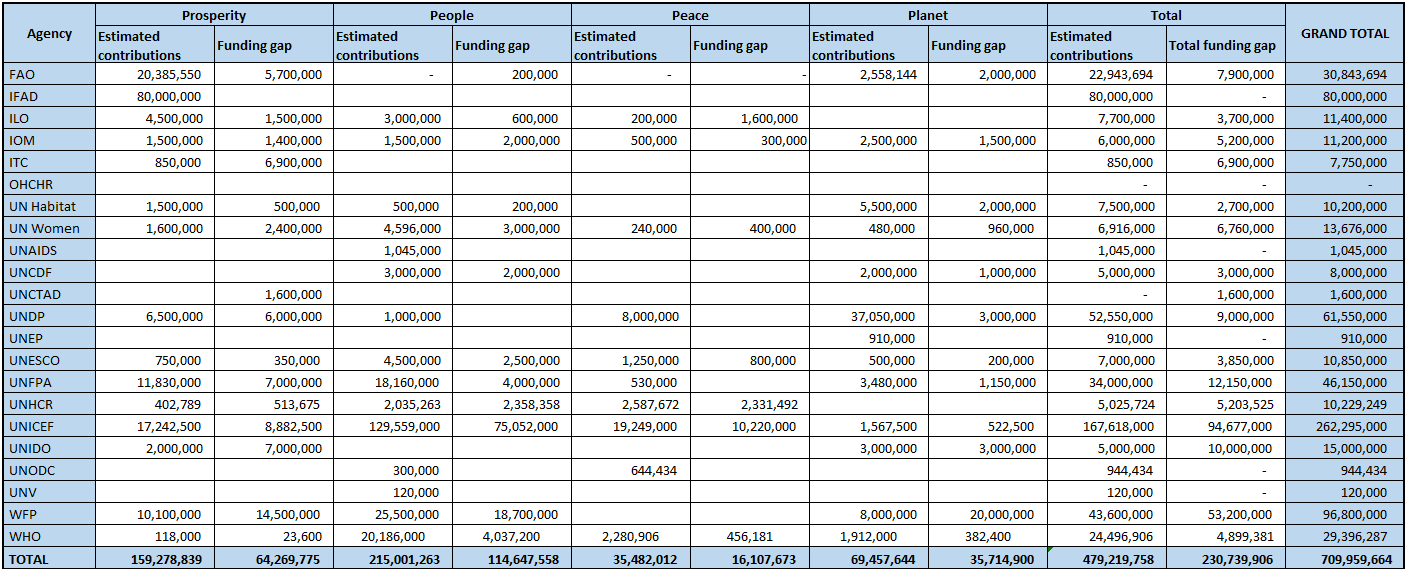 Prosperity People Peace Planet Total
Agency Estimated contributions Funding gap Estimated contributions Funding gap Estimated contributions Funding gap Estimated contributions Funding gap Estimated contributions Total funding gap GRAND TOTAL
FAO 20,385,550 5,700,000 - 200,000 - - 2,558,144 2,000,000 22,943,694 7,900,000 30,843,694
IFAD 80,000,000 80,000,000 - 80,000,000
ILO 4,500,000 1,500,000 3,000,000 600,000 200,000 1,600,000 7,700,000 3,700,000 11,400,000
IOM 1,500,000 1,400,000 1,500,000 2,000,000 500,000 300,000 2,500,000 1,500,000 6,000,000 5,200,000 11,200,000
ITC 850,000 6,900,000 850,000 6,900,000 7,750,000
OHCHR - - -
UN Habitat 1,500,000 500,000 500,000 200,000 5,500,000 2,000,000 7,500,000 2,700,000 10,200,000
UN Women 1,600,000 2,400,000 4,596,000 3,000,000 240,000 400,000 480,000 960,000 6,916,000 6,760,000 13,676,000
UNAIDS 1,045,000 1,045,000 - 1,045,000
UNCDF 3,000,000 2,000,000 2,000,000 1,000,000 5,000,000 3,000,000 8,000,000
UNCTAD 1,600,000 - 1,600,000 1,600,000
UNDP 6,500,000 6,000,000 1,000,000 8,000,000 37,050,000 3,000,000 52,550,000 9,000,000 61,550,000
UNEP 910,000 910,000 - 910,000
UNESCO 750,000 350,000 4,500,000 2,500,000 1,250,000 800,000 500,000 200,000 7,000,000 3,850,000 10,850,000
UNFPA 11,830,000 7,000,000 18,160,000 4,000,000 530,000 3,480,000 1,150,000 34,000,000 12,150,000 46,150,000
UNHCR 402,789 513,675 2,035,263 2,358,358 2,587,672 2,331,492 5,025,724 5,203,525 10,229,249
UNICEF 17,242,500 8,882,500 129,559,000 75,052,000 19,249,000 10,220,000 1,567,500 522,500 167,618,000 94,677,000 262,295,000
UNIDO 2,000,000 7,000,000 3,000,000 3,000,000 5,000,000 10,000,000 15,000,000
UNODC 300,000 644,434 944,434 - 944,434
UNV 120,000 120,000 - 120,000
WFP 10,100,000 14,500,000 25,500,000 18,700,000 8,000,000 20,000,000 43,600,000 53,200,000 96,800,000
WHO 118,000 23,600 20,186,000 4,037,200 2,280,906 456,181 1,912,000 382,400 24,496,906 4,899,381 29,396,287
TOTAL 159,278,839 64,269,775 215,001,263 114,647,558 35,482,012 16,107,673 69,457,644 35,714,900 479,219,758 230,739,906 709,959,664